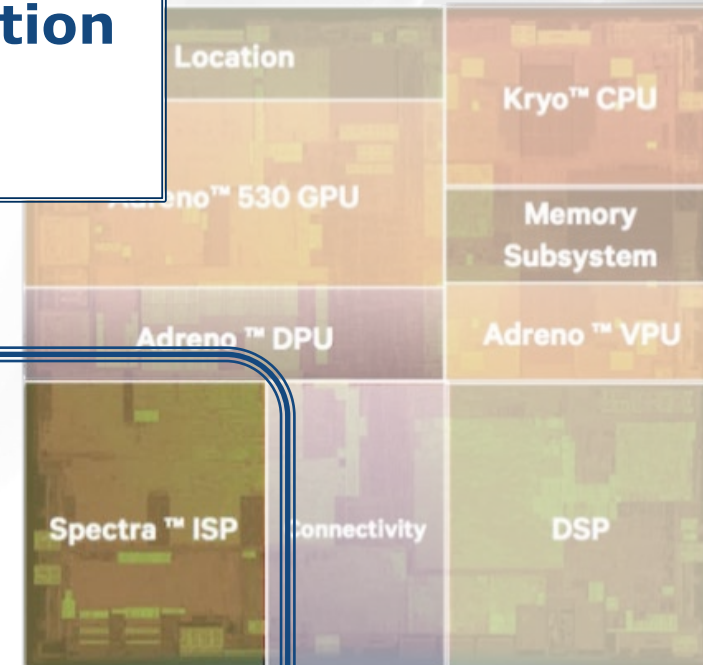 tion
Location
Kryo™ CPU
eno™ 530 GPU
Memory
Subsystem
Adreno ™ DPU
Adreno ™ VPU
Spectra ™ ISP
Connectivity
DSP